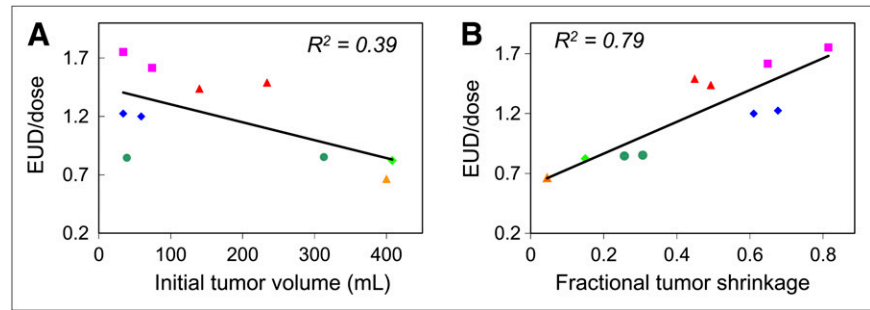 A
R² = 0.39
EUD/dose
1.7
1.2
0.7
0.2
0
100
200
300
400
Initial tumor volume (mL)
B
R² = 0.79
EUD/dose
1.7
1.2
0.7
0.2
0
0.2
0.4
0.6
0.8
Fractional tumor shrinkage